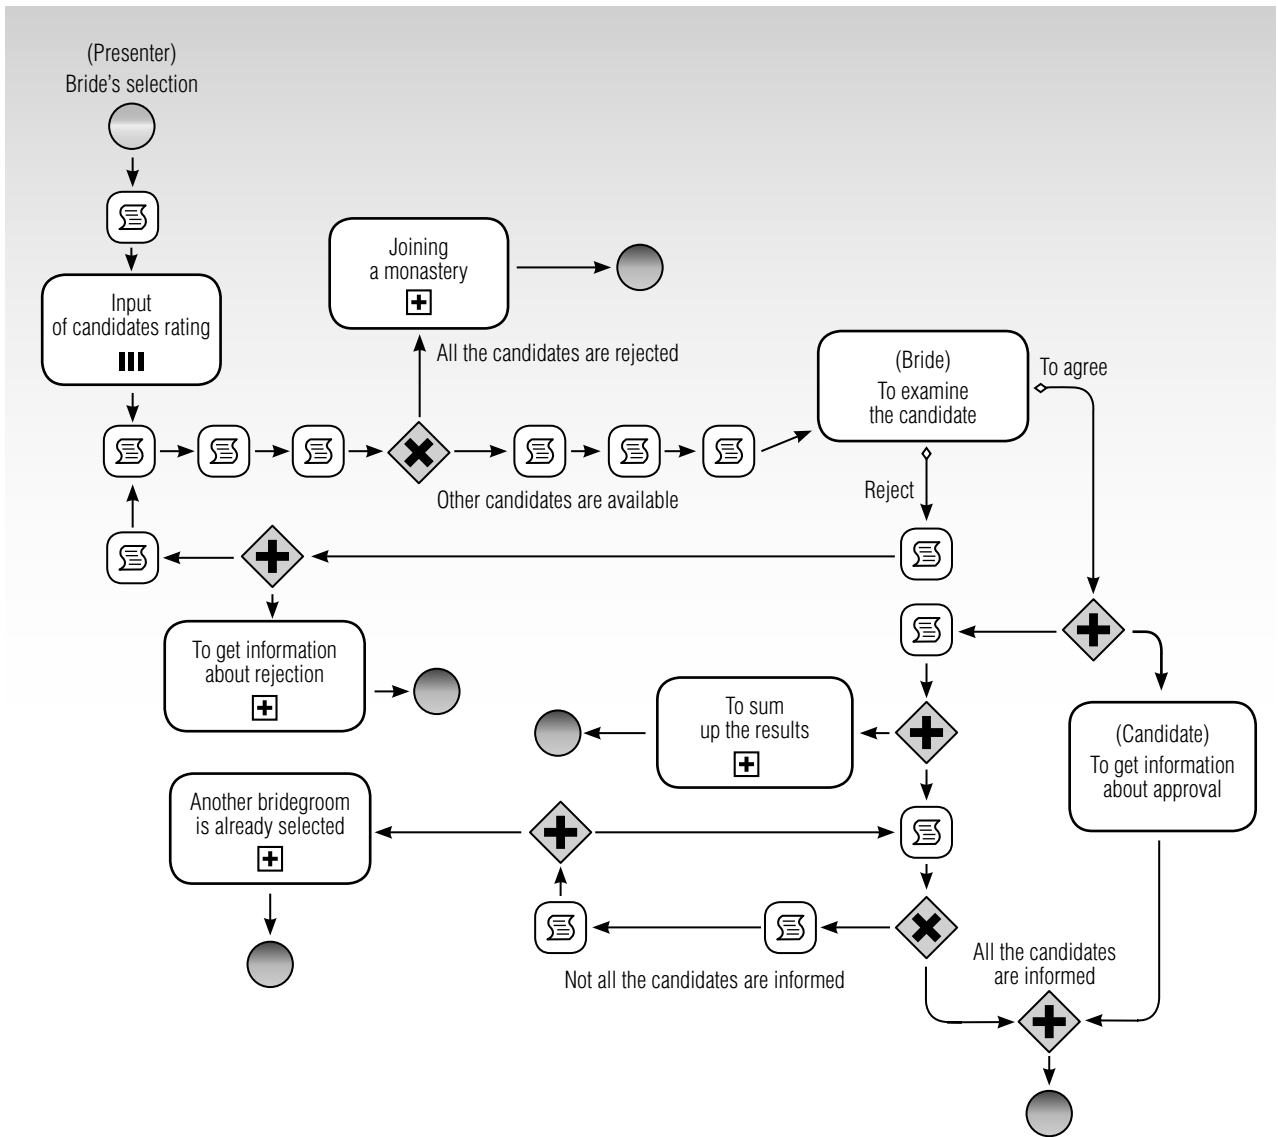 (Presenter)
Bride's selection
Joining
a monastery
Input
of candidates rating
All the candidates are rejected
(Bride)
To examine
the candidate
To agree
Other candidates are available
Reject
To get information
about rejection
To sum
up the results
(Candidate)
To get information
about approval
Another bridegroom
is already selected
All the candidates
are informed
Not all the candidates are informed